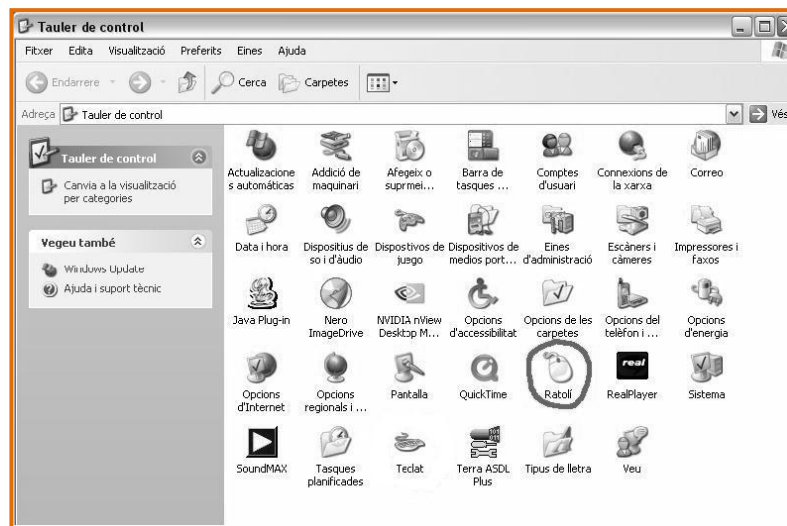 Tauler de control
Fitxer Edita Visualització Preferits Eines Ajuda
Endarrere Cerca Carpetes
Adreça Tauler de control Vés
Tauler de control
Canvia a la visualització
per categories
Vegeu també
Windows Update
Ajuda i suport tècnic
Actualizacione
s automáticas
Addició de
maquinari
Afegeix o
suprmei...
Barra de
tasques ...
Comptes
d'usuari
Connexions de
la xarxa
Correo
Data i hora
Dispositius de
so i d'àudio
Dispostivos de
juego
Dispositivos de
medios port...
Eines
d'administració
Escàners i
càmeres
Impressores i
faxos
Java Plug-in
Nero
ImageDrive
NVIDIA nView
Desktop M...
Opcions
d'accessibilitat
Opcions de les
carpetes
Opcions del
telèfon i ...
Opcions
d'energia
Opcions
d'Internet
Opcions
regionals i ...
Pantalla
QuickTime
Ratolí
real
RealPlayer
Sistema
SoundMAX
Tasques
planificades
Teclat
Terra ASDL
Plus
Tipus de lletra
Veu